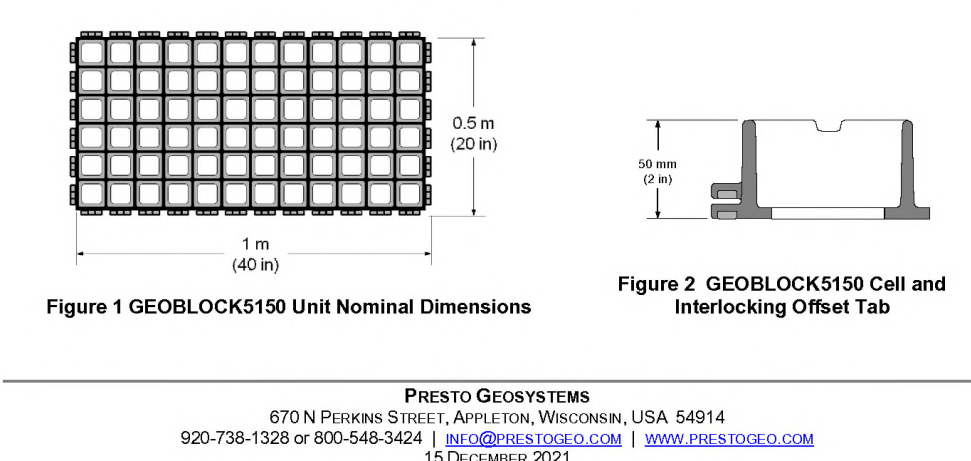 0.5 m
(20 in)
1 m
(40 in)
Figure 1 GEOBLOCK5150 Unit Nominal Dimensions
50 mm
(2 in)
Figure 2 GEOBLOCK5150 Cell and
Interlocking Offset Tab
PRESTO GEOSYSTEMS
670 N PERKINS STREET, APPLETON, WISCONSIN, USA 54914
920-738-1328 or 800-548-3424 | INFO@PRESTOGEO.COM | WWW.PRESTOGEO.COM
15 DECEMBER 2021